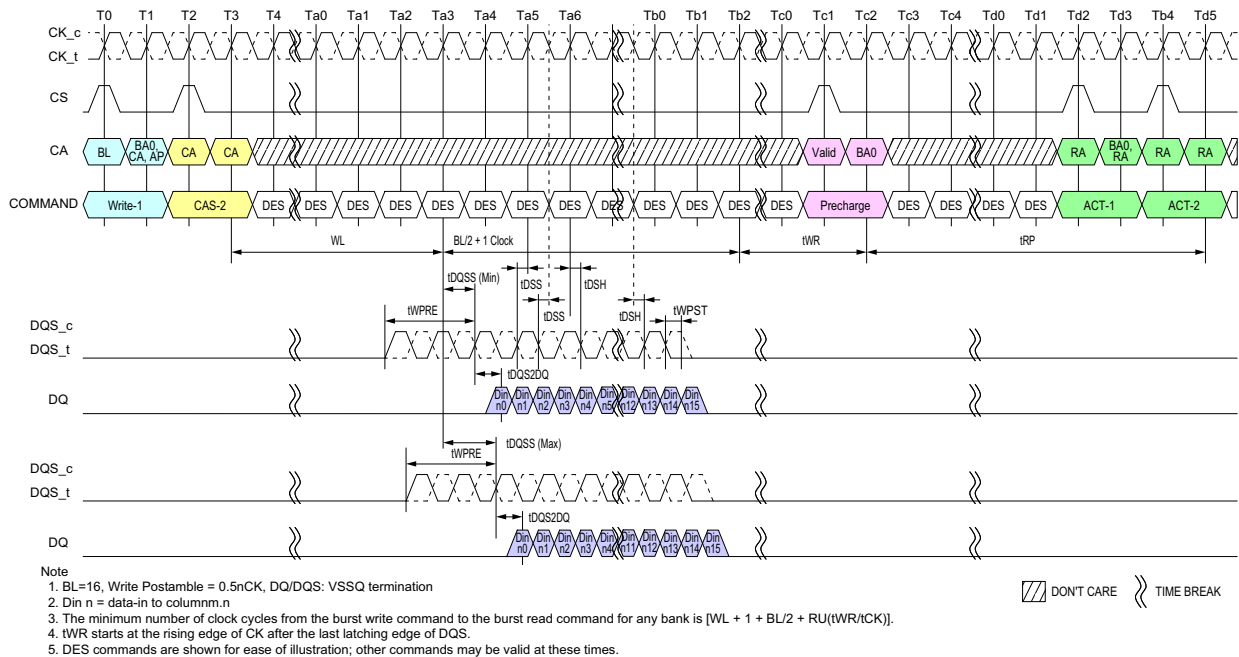 T0 T1 T2 T3 T4 Ta0 Ta1 Ta2 Ta3 Ta4 Ta5 Ta6 Tb0 Tb1 Tb2 Tc0 Tc1 Tc2 Tc3 Tc4 Td0 Td1 Td2 Td3 Tb4 Td5
CK_c
CK_t
CS
CA BL BA0, CA, AP CA CA Valid BA0 RA BA0, RA RA RA
COMMAND Write-1 CAS-2 DES DES DES DES DES DES DES DES DES DES DES DES DES Precharge DES DES DES DES ACT-1 ACT-2
WL BL/2 + 1 Clock tWR tRP
tDQSS (Min) tDSS tDSH
tWPRE tDSS tDSH tWPST
DQS_c
DQS_t
tDQS2DQ
DQ Din n0 Din n1 Din n2 Din n3 Din n4 Din n5 Din n12 Din n13 Din n14 Din n15
tDQSS (Max)
tWPRE
DQS_c
DQS_t
tDQS2DQ
DQ Din n0 Din n1 Din n2 Din n3 Din n4 Din n11 Din n12 Din n13 Din n14 Din n15
Note
1. BL=16, Write Postamble = 0.5nCK, DQ/DQS: VSSQ termination
2. Din n = data-in to columnm.n
3. The minimum number of clock cycles from the burst write command to the burst read command for any bank is [WL + 1 + BL/2 + RU(tWR/tCK)].
4. tWR starts at the rising edge of CK after the last latching edge of DQS.
5. DES commands are shown for ease of illustration; other commands may be valid at these times.
DON'T CARE TIME BREAK